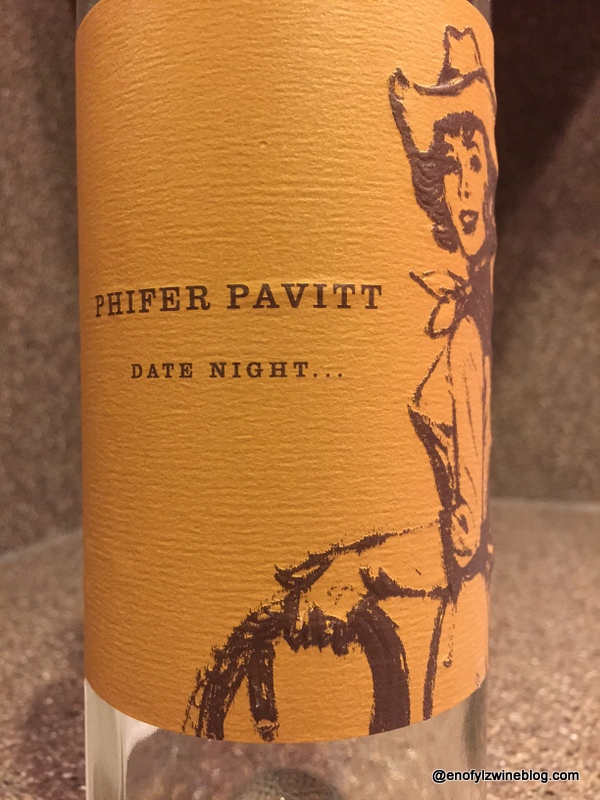 PHIFER PAVITT
DATE NIGHT...
@enofylzwineblog.com